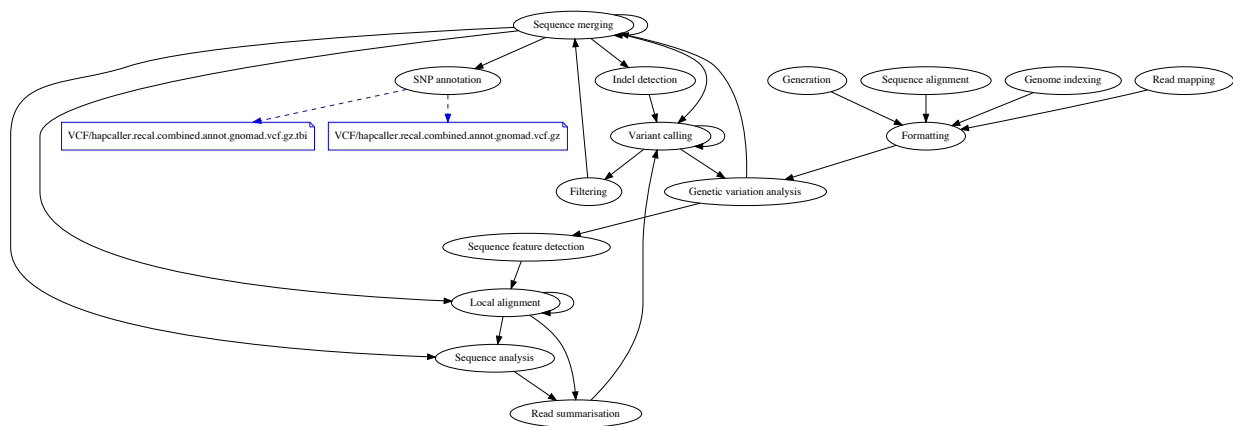 Sequence merging
SNP annotation
Indel detection
Generation
Sequence alignment
Genome indexing
Read mapping
VCF/hapcaller.recal.combined.annot.gnomad.vcf.gz.tbi
VCF/hapcaller.recal.combined.annot.gnomad.vcf.gz
Variant calling
Formatting
Filtering
Genetic variation analysis
Sequence feature detection
Local alignment
Sequence analysis
Read summarisation